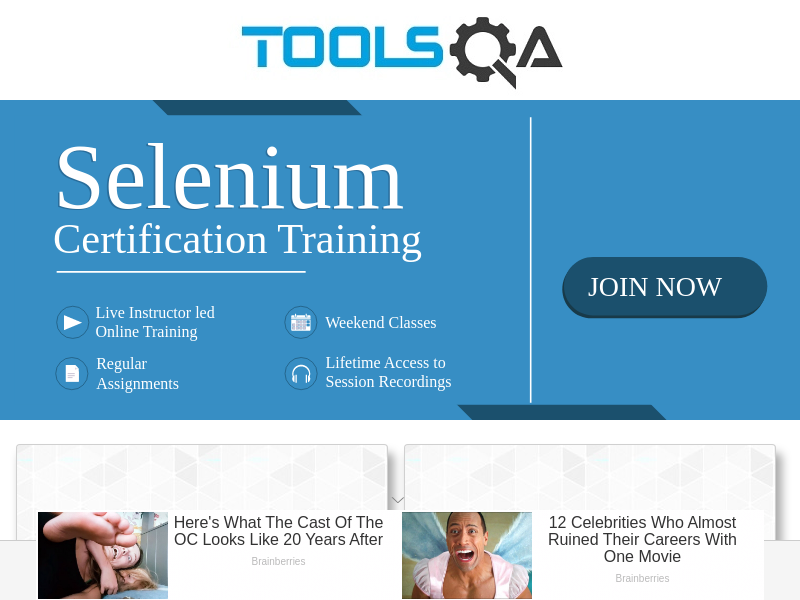 TOOLSQA
Selenium
Certification Training
JOIN NOW
Live Instructor led
Online Training
Weekend Classes
Regular
Assignments
Lifetime Access to
Session Recordings
Here's What The Cast Of The
OC Looks Like 20 Years After
Brainberries
12 Celebrities Who Almost
Ruined Their Careers With
One Movie
Brainberries